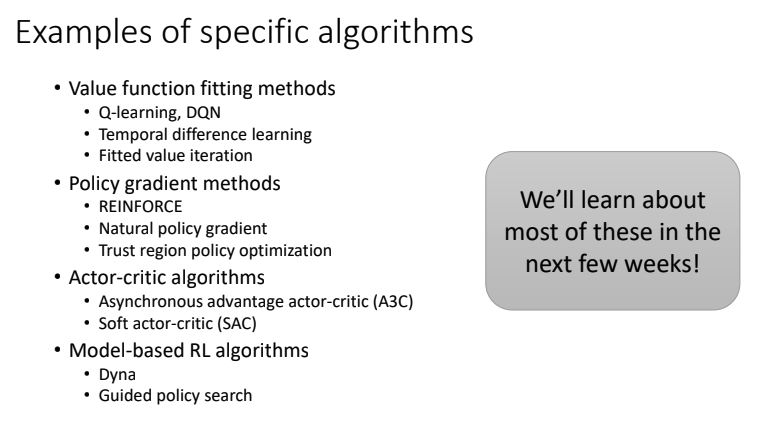 Examples of specific algorithms
• Value function fitting methods
• Q-learning, DQN
• Temporal difference learning
• Fitted value iteration
• Policy gradient methods
• REINFORCE
• Natural policy gradient
• Trust region policy optimization
• Actor-critic algorithms
• Asynchronous advantage actor-critic (A3C)
• Soft actor-critic (SAC)
• Model-based RL algorithms
• Dyna
• Guided policy search
We’ll learn about
most of these in the
next few weeks!